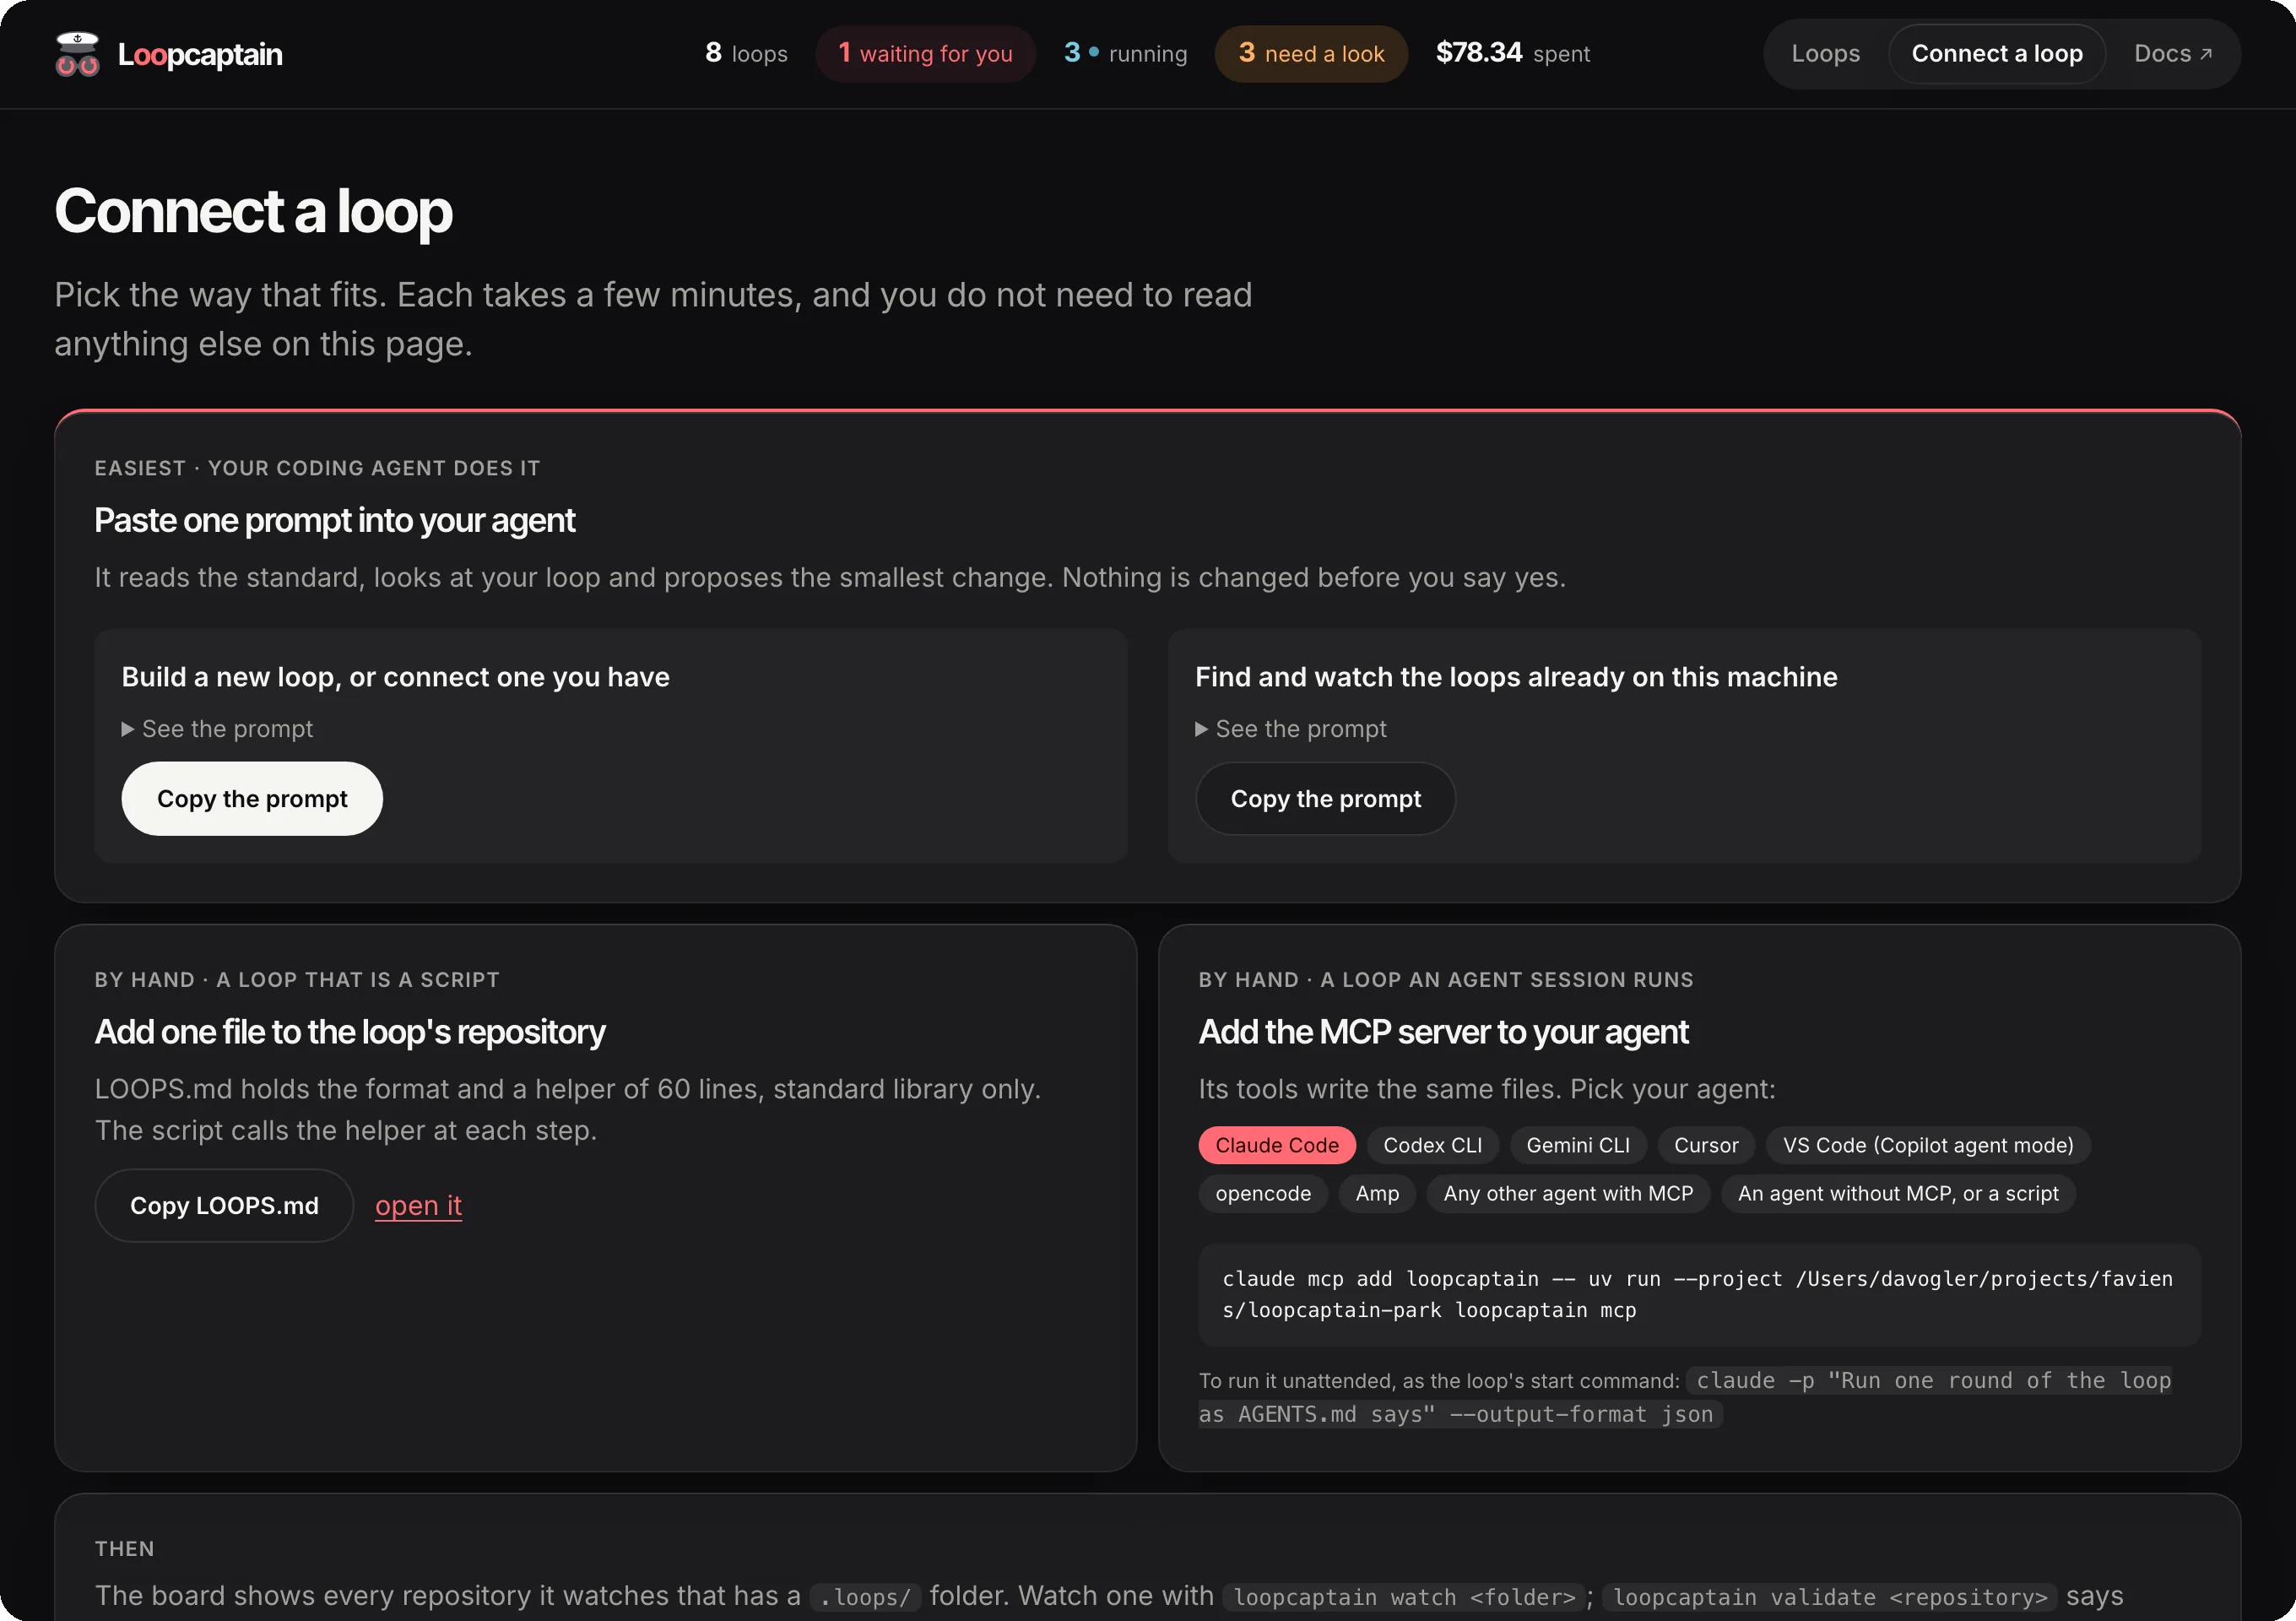 Loopcaptain
8 loops
1 waiting for you
3 running
3 need a look
$78.34 spent
Loops
Connect a loop
Docs ↗
Connect a loop
Pick the way that fits. Each takes a few minutes, and you do not need to read
anything else on this page.
EASIEST · YOUR CODING AGENT DOES IT
Paste one prompt into your agent
It reads the standard, looks at your loop and proposes the smallest change. Nothing is changed before you say yes.
Build a new loop, or connect one you have
▶ See the prompt
Copy the prompt
Find and watch the loops already on this machine
▶ See the prompt
Copy the prompt
BY HAND · A LOOP THAT IS A SCRIPT
Add one file to the loop's repository
LOOPS.md holds the format and a helper of 60 lines, standard library only.
The script calls the helper at each step.
Copy LOOPS.md
open it
BY HAND · A LOOP AN AGENT SESSION RUNS
Add the MCP server to your agent
Its tools write the same files. Pick your agent:
Claude Code
Codex CLI
Gemini CLI
Cursor
VS Code (Copilot agent mode)
opencode
Amp
Any other agent with MCP
An agent without MCP, or a script
claude mcp add loopcaptain -- uv run --project /Users/davogler/projects/favien
s/loopcaptain-park loopcaptain mcp
To run it unattended, as the loop's start command: claude -p "Run one round of the loop
as AGENTS.md says" --output-format json
THEN
The board shows every repository it watches that has a .loops/ folder. Watch one with loopcaptain watch <folder>; loopcaptain validate <repository> says